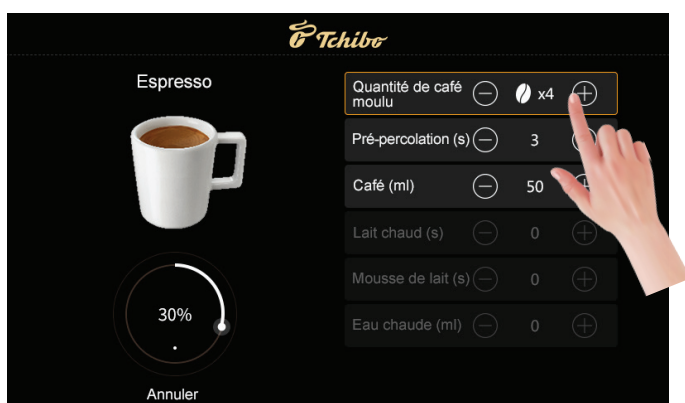 Tchibo
Espresso
Quantité de café
moulu
x4
Pré-percolation (s)
3
Café (ml)
50
Lait chaud (s)
0
Mousse de lait (s)
0
Eau chaude (ml)
0
30%
Annuler